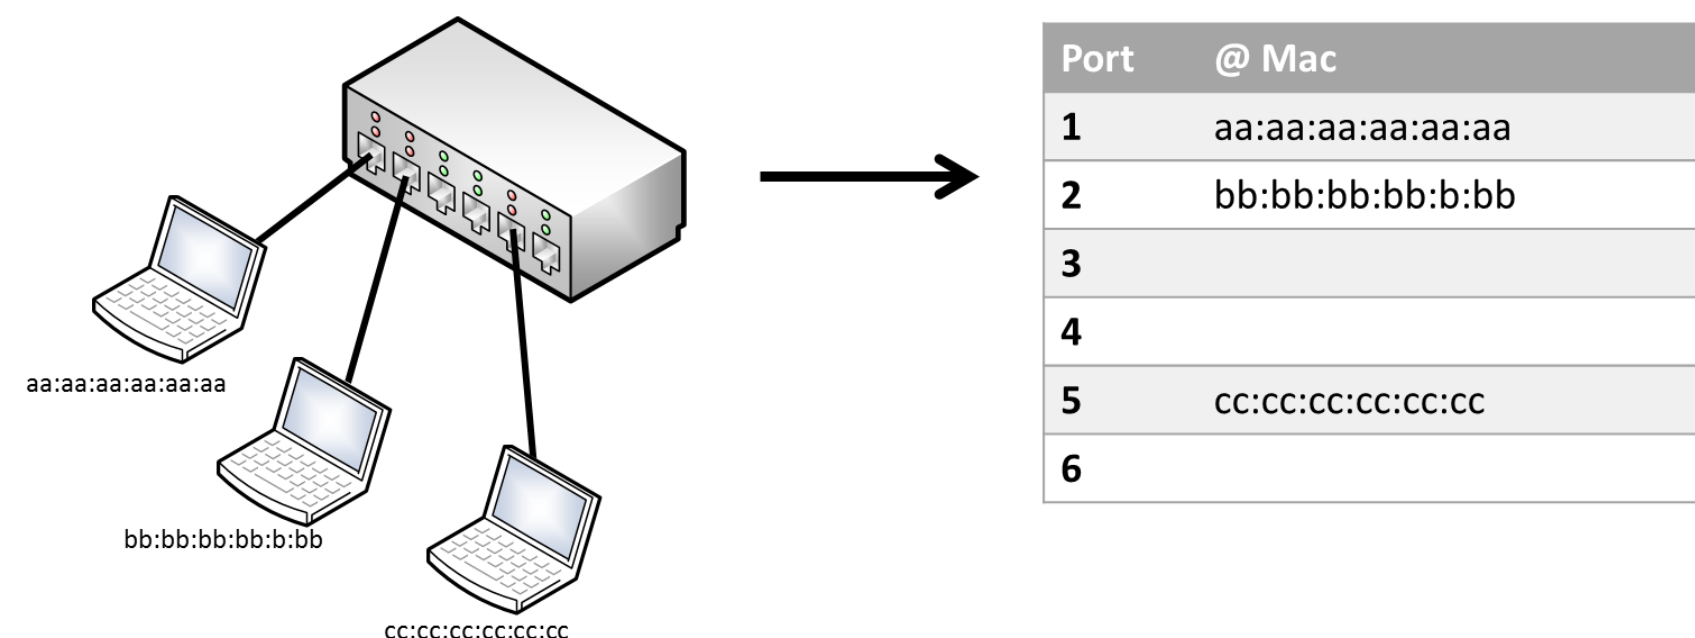 aa:aa:aa:aa:aa:aa
bb:bb:bb:bb:b:bb
cc:cc:cc:cc:cc:cc
Port @ Mac
1 aa:aa:aa:aa:aa:aa
2 bb:bb:bb:bb:b:bb
3
4
5 cc:cc:cc:cc:cc:cc
6